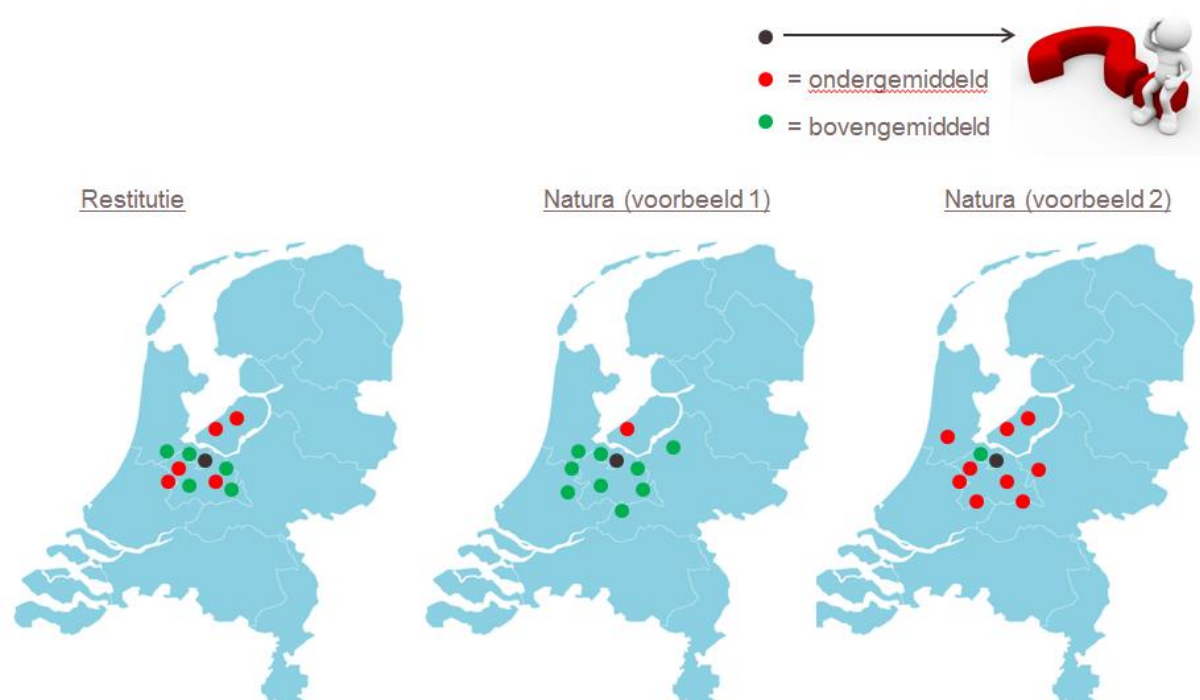 = ondergemiddeld
= bovengemiddeld
Restitutie
Natura (voorbeeld 1)
Natura (voorbeeld 2)